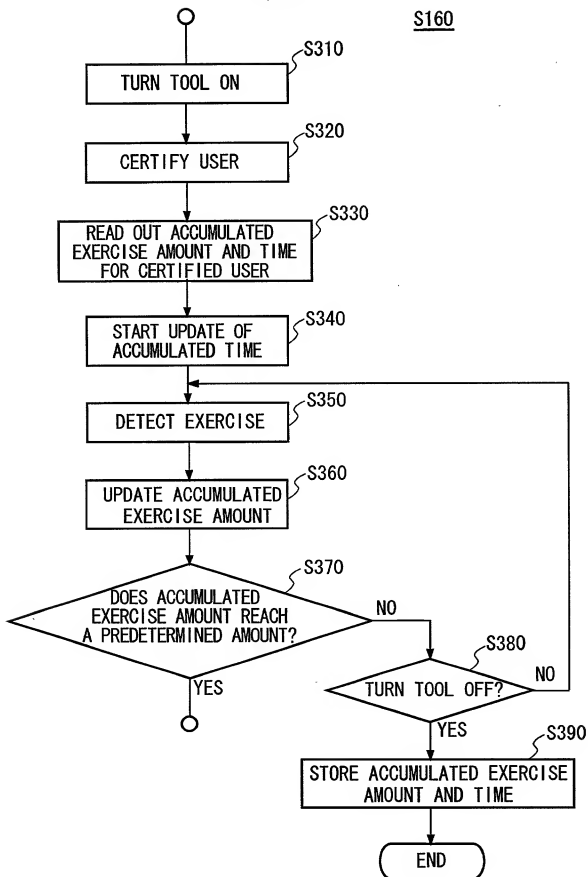 S160
S310
TURN TOOL ON
S320
CERTIFY USER
S330
READ OUT ACCUMULATED
EXERCISE AMOUNT AND TIME
FOR CERTIFIED USER
S340
START UPDATE OF
ACCUMULATED TIME
S350
DETECT EXERCISE
S360
UPDATE ACCUMULATED
EXERCISE AMOUNT
S370
DOES ACCUMULATED
EXERCISE AMOUNT REACH
A PREDETERMINED AMOUNT?
NO
YES
S380
TURN TOOL OFF?
NO
YES
S390
STORE ACCUMULATED EXERCISE
AMOUNT AND TIME
END